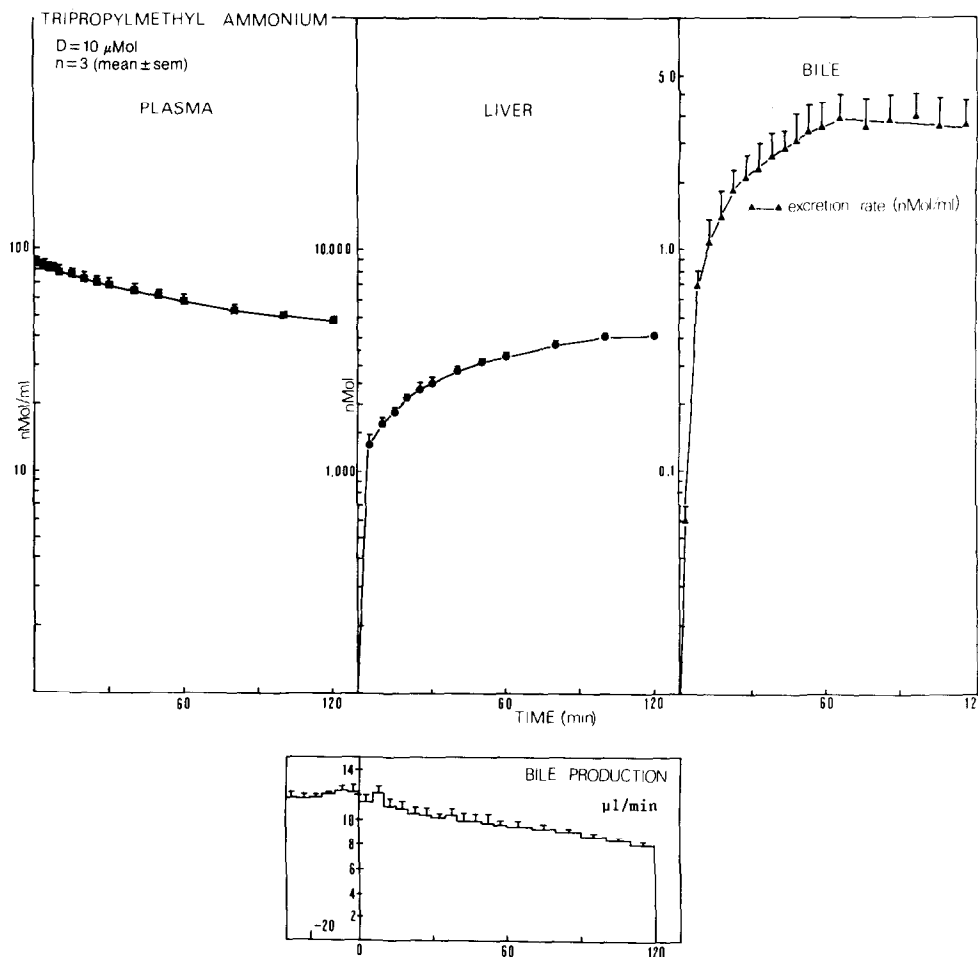 TRIPROPYLMETHYL AMMONIUM
D = 10 µMol
n = 3 (mean ± sem)
PLASMA
LIVER
BILE
100
10
nMol/ml
10.000
1,000
nMol
5.0
1.0
0.1
excretion rate (nMol/ml)
60
120
60
120
60
12
TIME (min)
BILE PRODUCTION
µl/min
14
10
8
6
4
2
-20
0
60
120